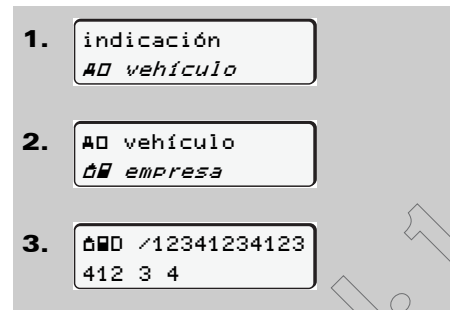 1. indicación
vehículo
2. vehículo
empresa
3. D /12341234123
412 3 4